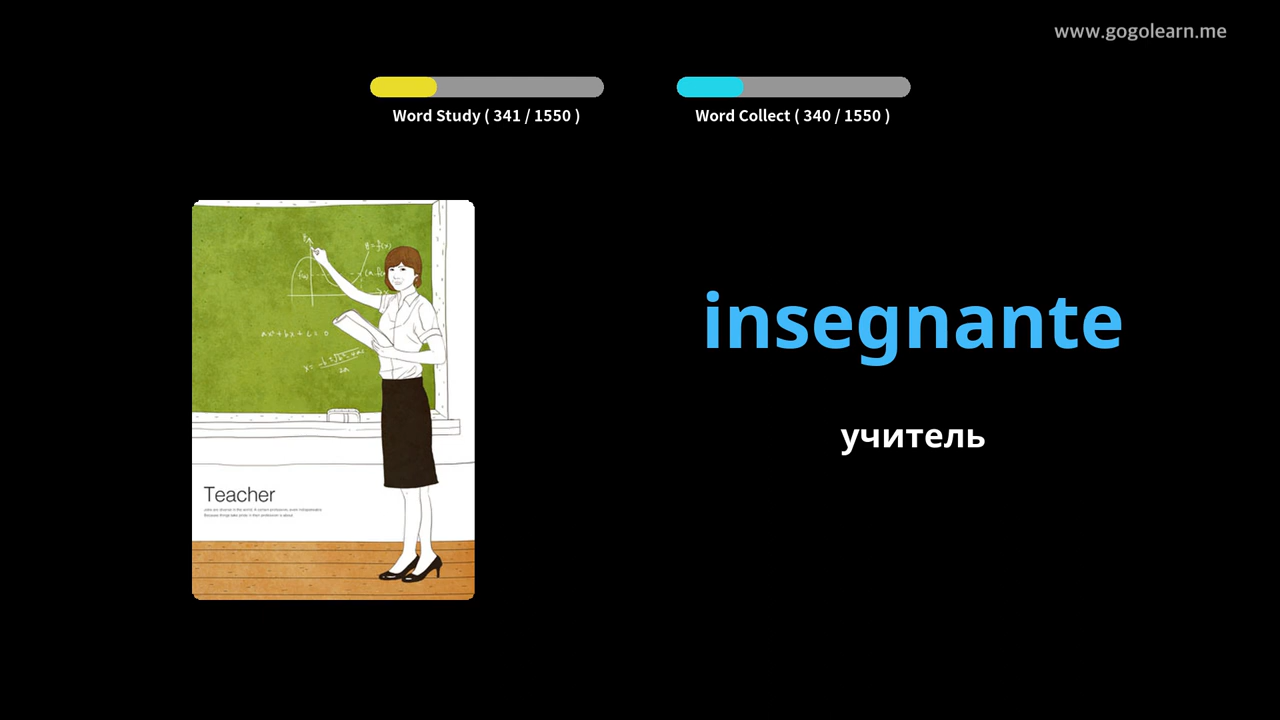 www.gogolearn.me
Word Study ( 341 / 1550 )
Word Collect ( 340 / 1550 )
insegnante
учитель
Teacher